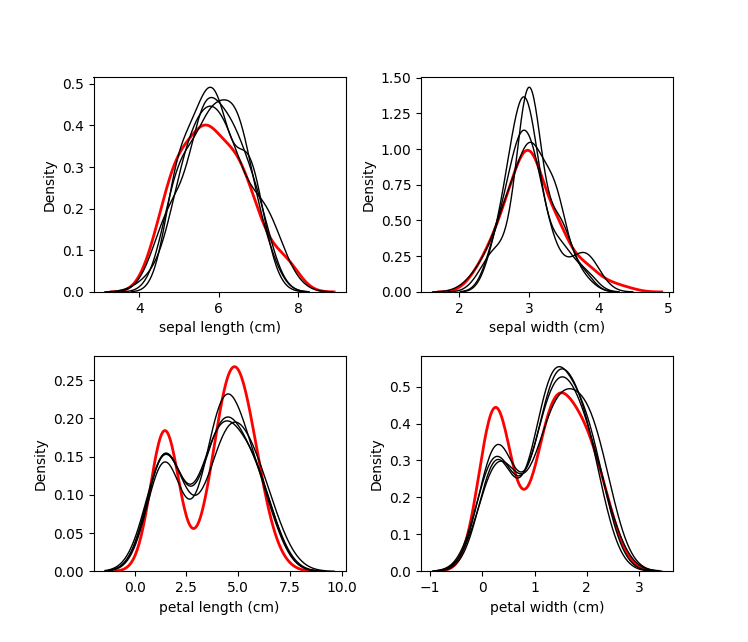 0.5
0.4
0.3
0.2
0.1
0.0
Density
4 6 8
sepal length (cm)
1.50
1.25
1.00
0.75
0.50
0.25
0.00
Density
2 3 4 5
sepal width (cm)
0.25
0.20
0.15
0.10
0.05
0.00
Density
0.0 2.5 5.0 7.5 10.0
petal length (cm)
0.5
0.4
0.3
0.2
0.1
0.0
Density
−1 0 1 2 3
petal width (cm)